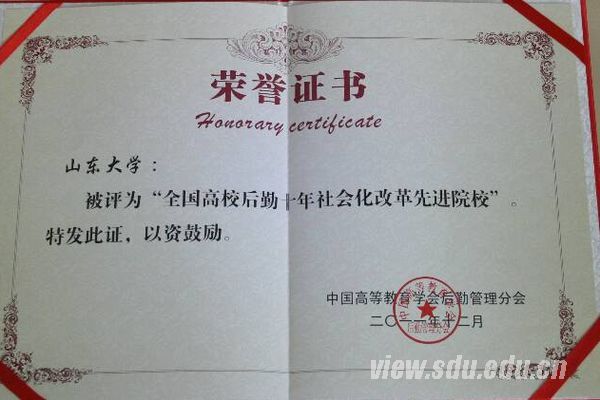 荣誉证书
Honorary certificate
山东大学：
被评为“全国高校后勤十年社会化改革先进院校”。
特发此证，以资鼓励。
中国高等教育学会后勤管理分会
二〇一一年十二月
view.sdu.edu.cn